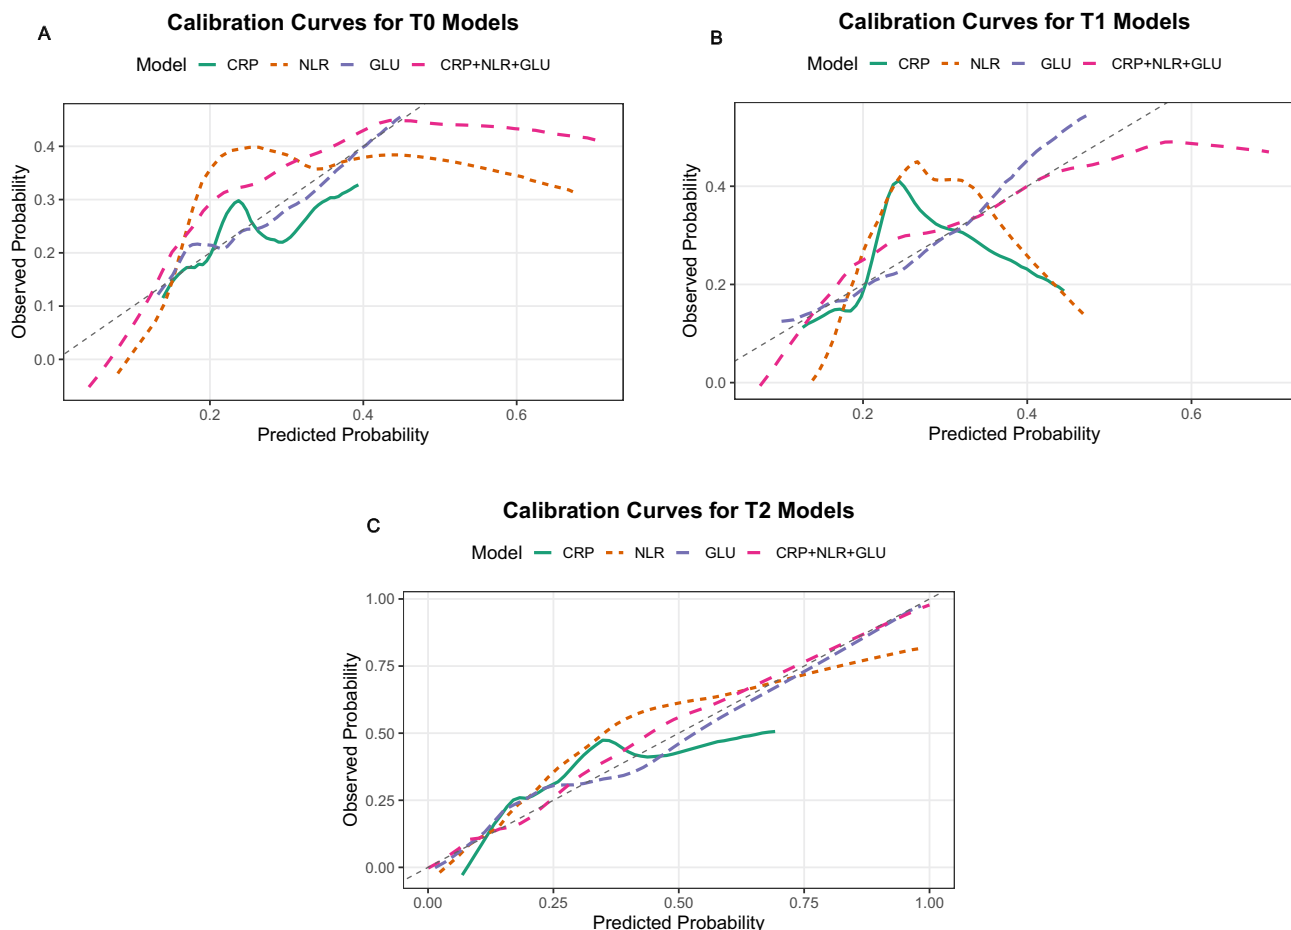 A
Calibration Curves for T0 Models
Model CRP NLR GLU CRP+NLR+GLU
Observed Probability
0.4
0.3
0.2
0.1
0.0
0.2 0.4 0.6
Predicted Probability
B
Calibration Curves for T1 Models
Model CRP NLR GLU CRP+NLR+GLU
Observed Probability
0.4
0.2
0.0
0.2 0.4 0.6
Predicted Probability
C
Calibration Curves for T2 Models
Model CRP NLR GLU CRP+NLR+GLU
Observed Probability
1.00
0.75
0.50
0.25
0.00
0.00 0.25 0.50 0.75 1.00
Predicted Probability